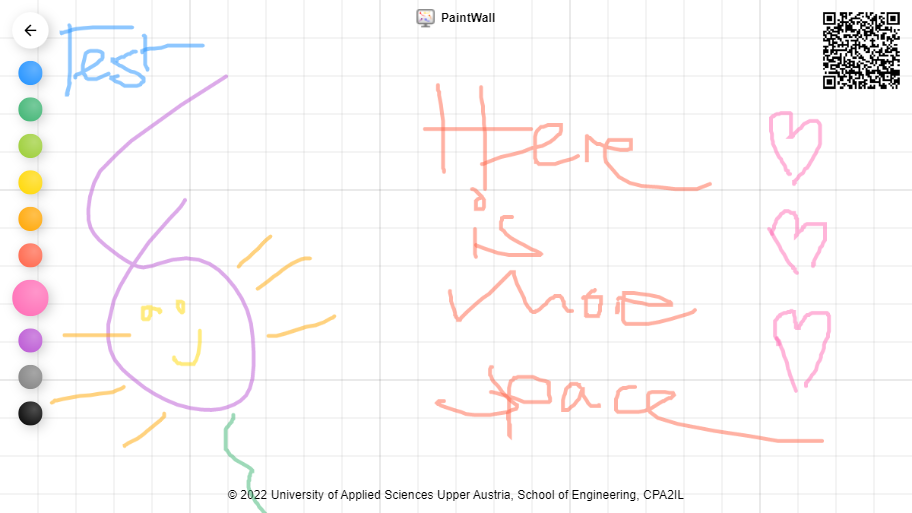 PaintWall
Test
Here
is
more
space
© 2022 University of Applied Sciences Upper Austria, School of Engineering, CPA2IL